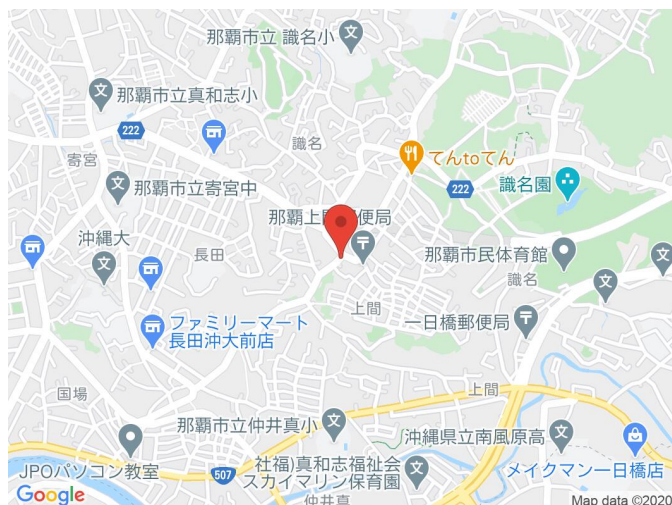 那覇市立 識名小
那覇市立真和志小
222
識名
てんtoてん
寄宮
222
識名園
那覇市立寄宮中
沖縄大
長田
那覇市民体育館
識名
ファミリーマート
長田沖大前店
上間
一日橋郵便局
国場
上間
那覇市立仲井真小
沖縄県立南風原高
JPOパソコン教室
507
社福)真和志福祉会
スカイマリン保育園
メイクマン一日橋店
仲井真
Google
Map data ©2020